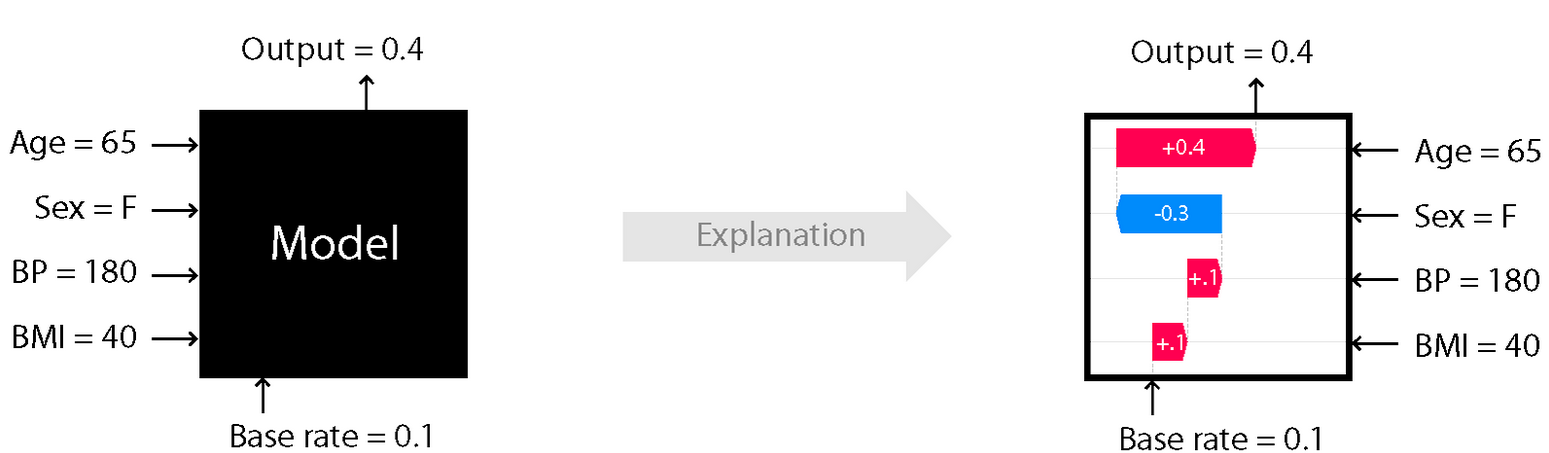 Output = 0.4
Age = 65
Sex = F
BP = 180
BMI = 40
Model
Base rate = 0.1
Explanation
Output = 0.4
+0.4
Age = 65
-0.3
Sex = F
+.1
BP = 180
+.1
BMI = 40
Base rate = 0.1